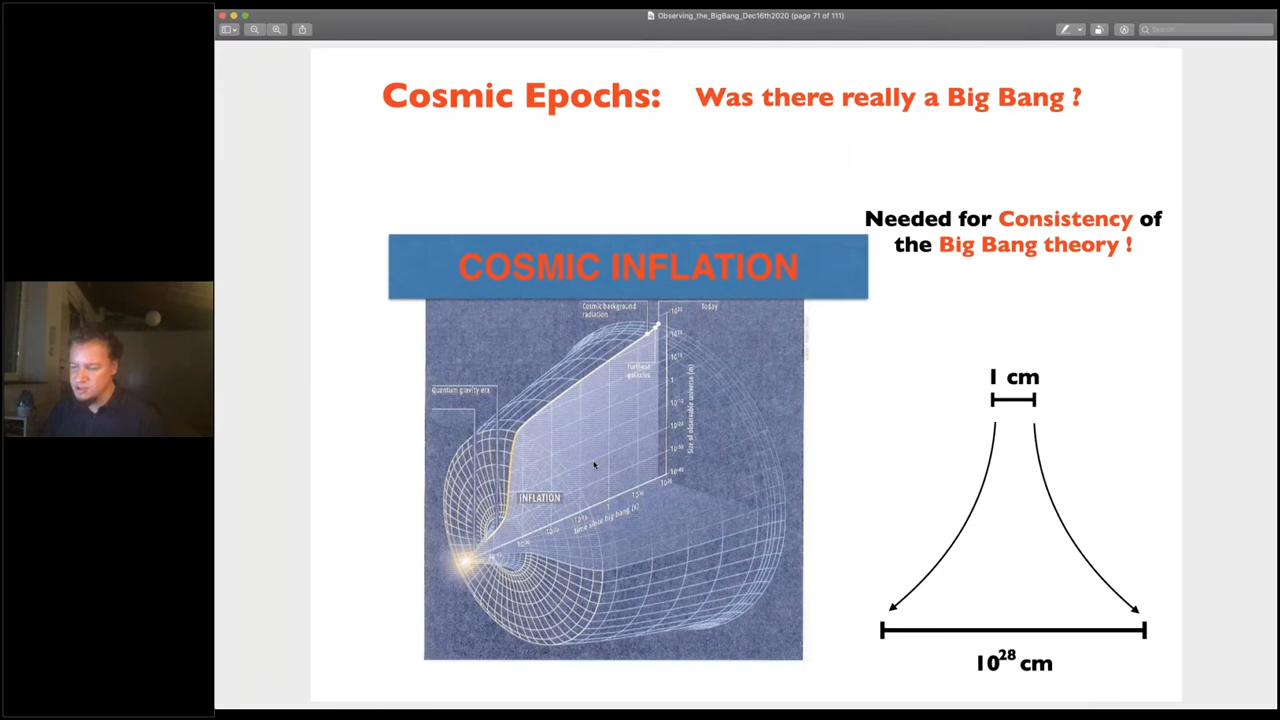 Observing_the_BigBang_Dec16th2020 (page 71 of 111)
Search
Cosmic Epochs: Was there really a Big Bang ?
Needed for Consistency of
the Big Bang theory !
COSMIC INFLATION
Cosmic background
radiation
Today
Furthest
galaxies
Quantum gravity era
Size of observable universe (m)
INFLATION
time since big bang (s)
1 cm
10²⁸ cm